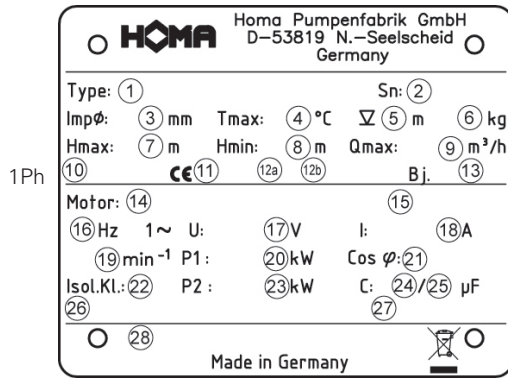 HOMA Homa Pumpenfabrik GmbH
D-53819 N.-Seelscheid
Germany
Type: 1 Sn: 2
Impø: 3 mm Tmax: 4 °C 5 m 6 kg
Hmax: 7 m Hmin: 8 m Qmax: 9 m³/h
1Ph
10 CE 11 12a 12b Bj. 13
Motor: 14 15
16 Hz 1~ U: 17 V I: 18 A
19 min⁻¹ P1: 20 kW Cos φ: 21
Isol.Kl.: 22 P2 : 23 kW C: 24 / 25 µF
26 27
28
Made in Germany